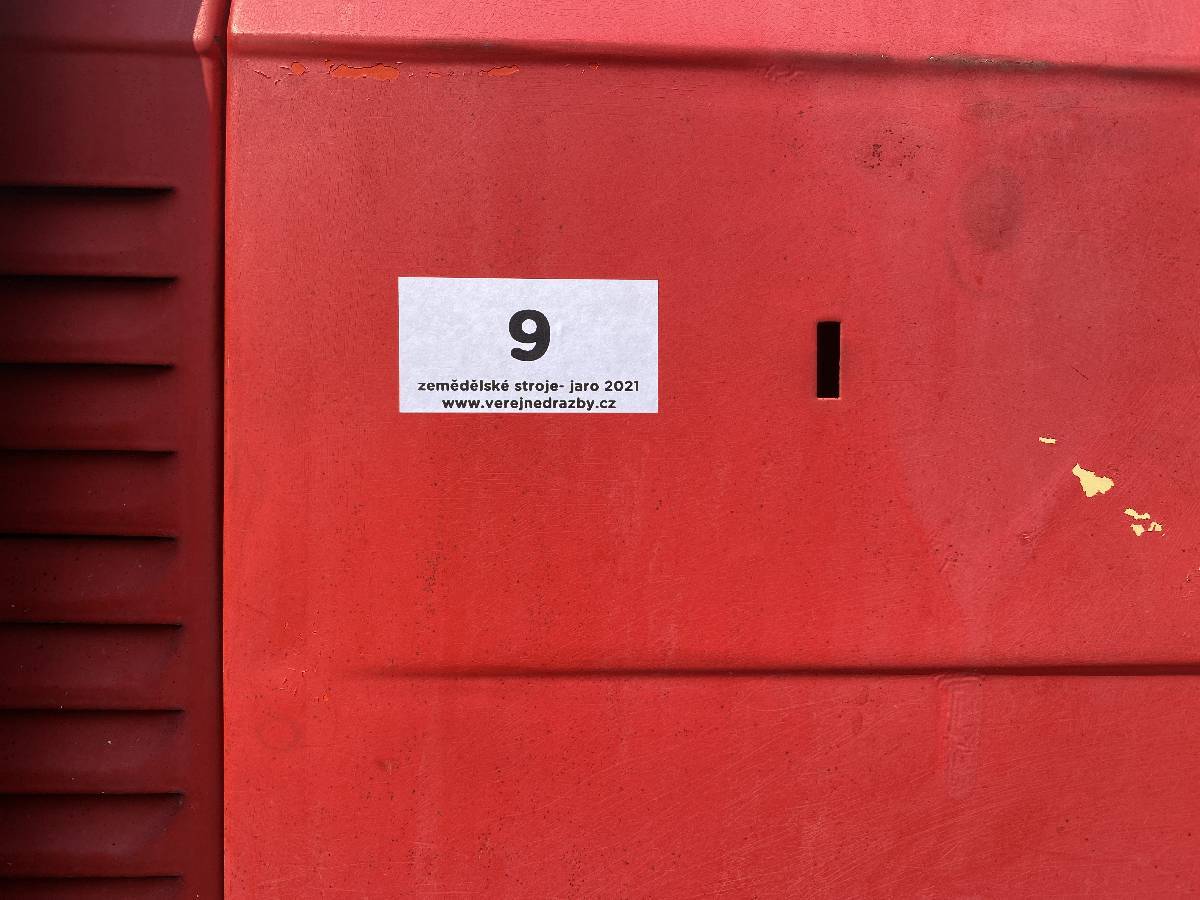 9
zemědělské stroje- jaro 2021
www.verejnedrazby.cz